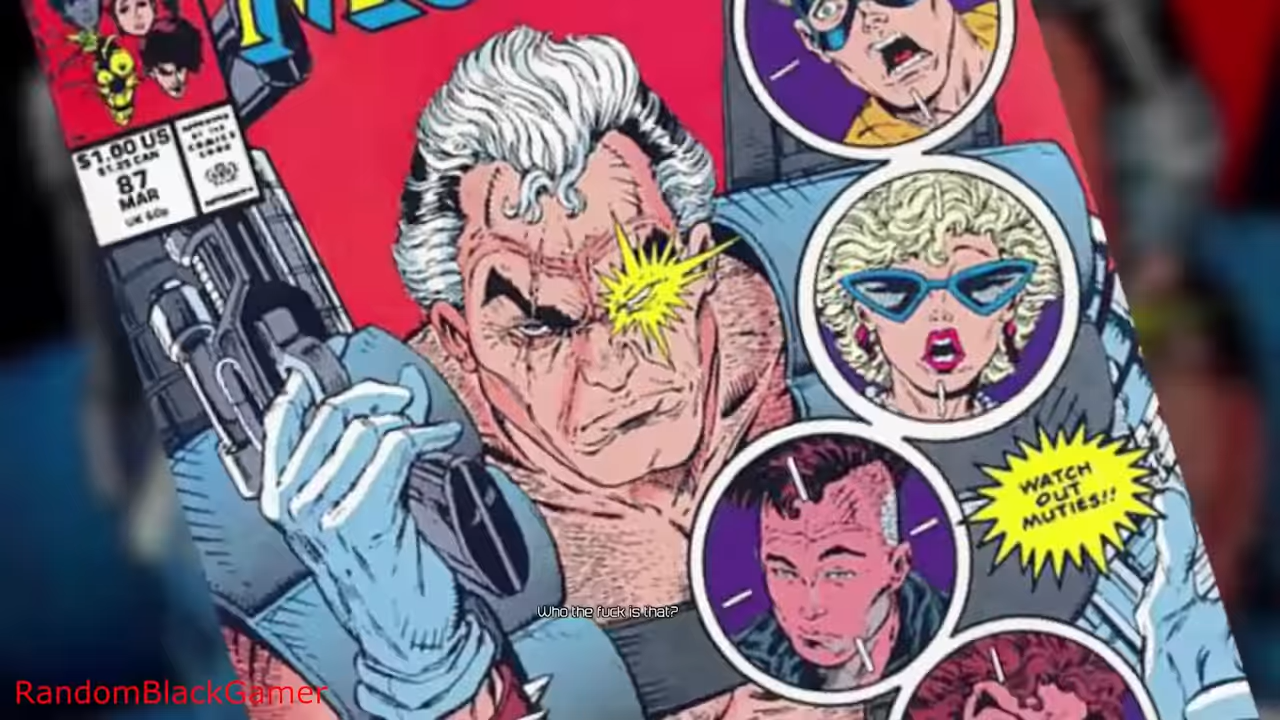 $1.00 US
$1.25 CAN
87
MAR
UK 60p
APPROVED
BY THE
COMICS
CODE
AUTHORITY
WATCH
OUT
MUTIES!!
Who the fuck is that?
RandomBlackGamer